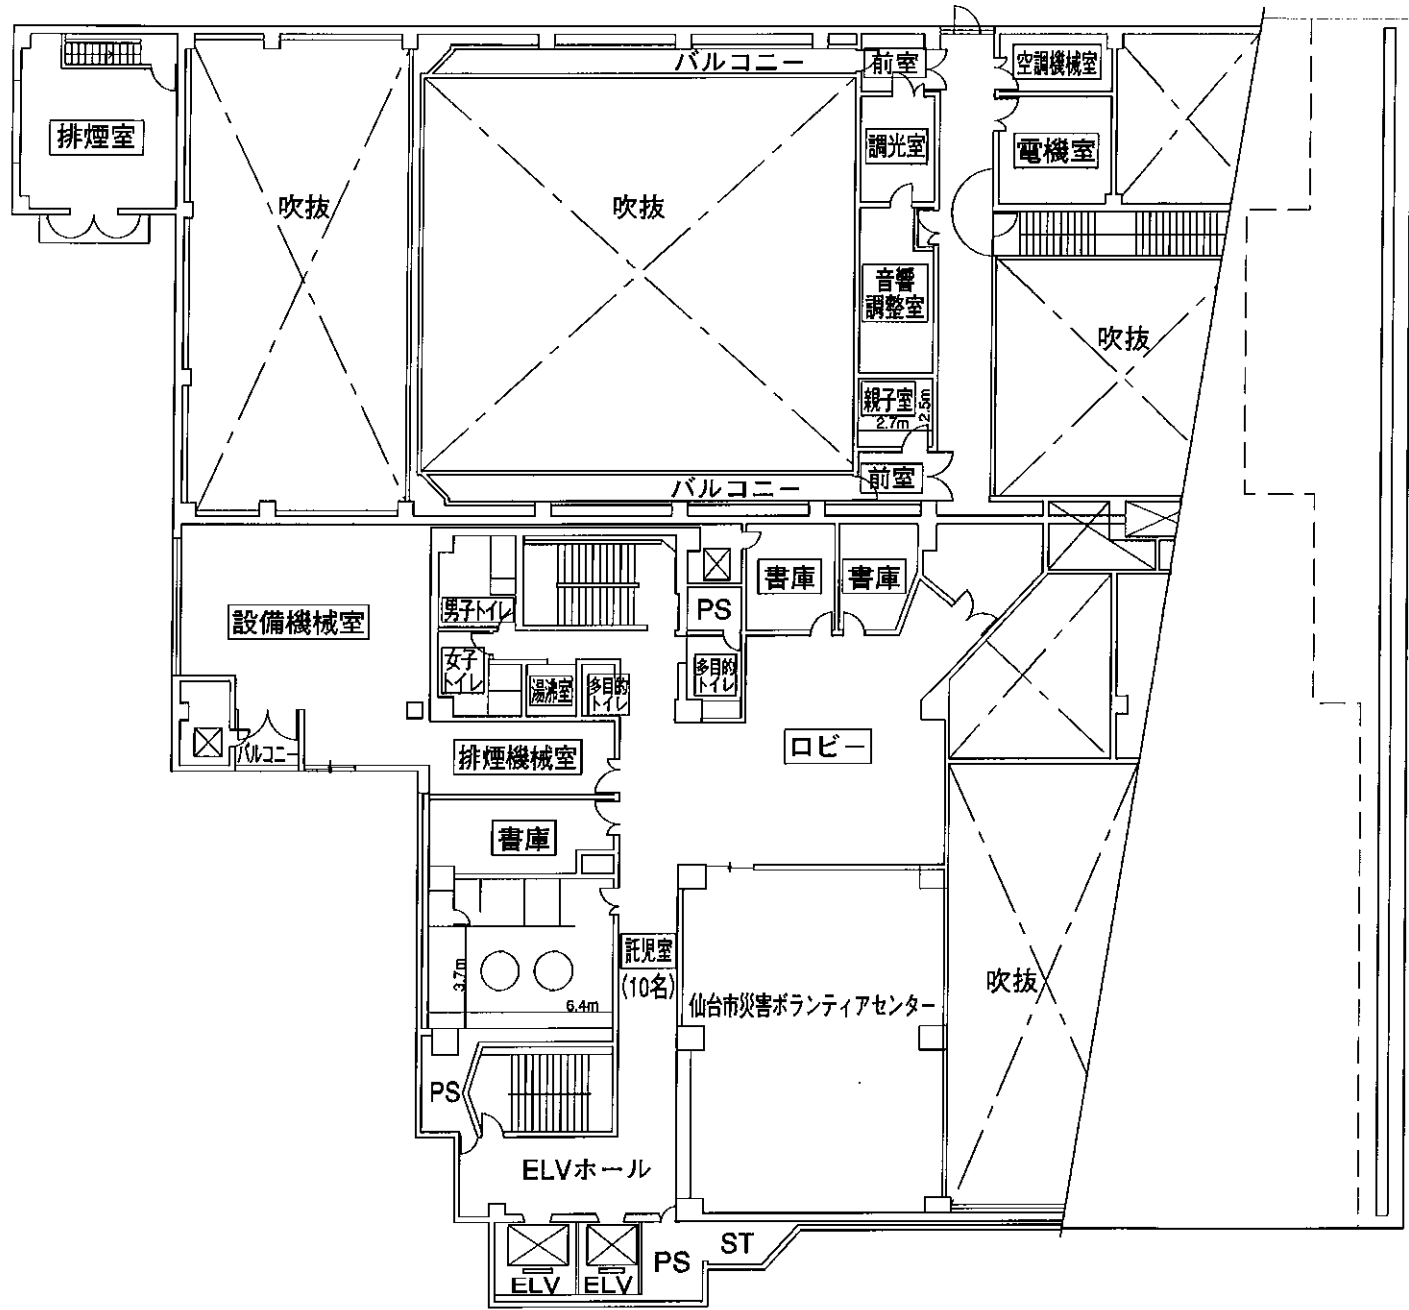 バルコニー
前室
空調機械室
排煙室
調光室
電機室
吹抜
吹抜
音響
調整室
吹抜
親子室
2.7m
2.5m
前室
バルコニー
書庫
書庫
男子トイレ
PS
設備機械室
女子
トイレ
湯沸室
多目的
トイレ
多目的
トイレ
バルコニー
排煙機械室
ロビー
書庫
託児室
(10名)
3.7m
6.4m
仙台市災害ボランティアセンター
吹抜
PS
ELVホール
ELV
ELV
PS
ST